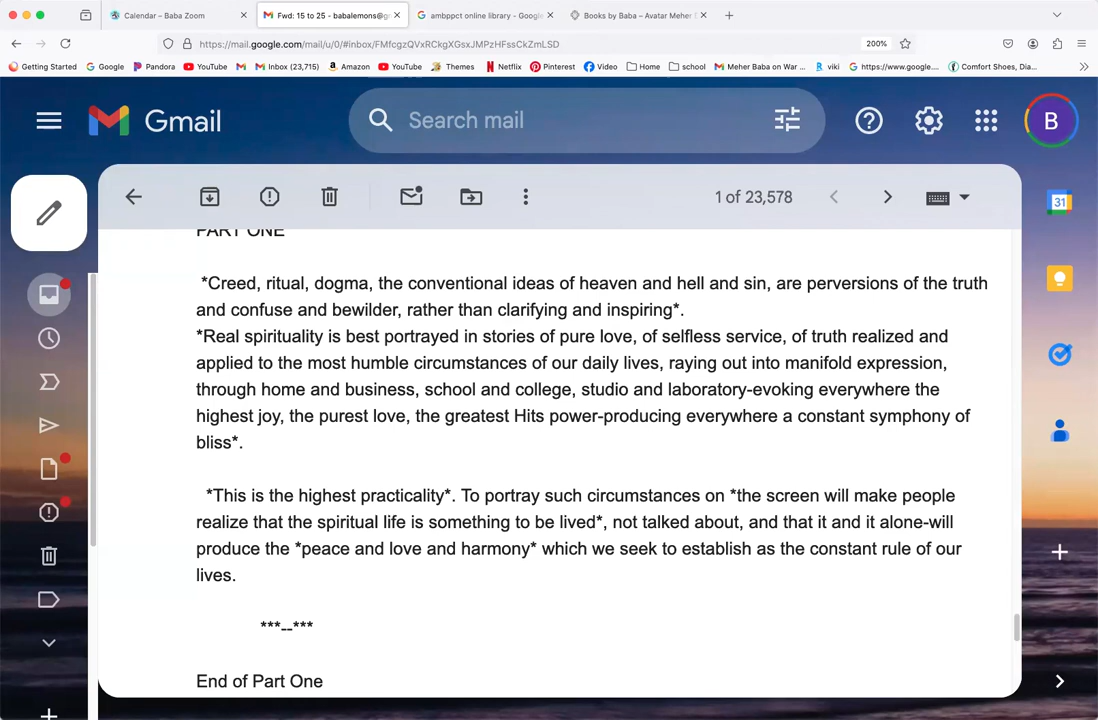 Calendar – Baba Zoom
Fwd: 15 to 25 - babalemons@gm
ambppct online library - Google
Books by Baba – Avatar Meher B
https://mail.google.com/mail/u/0/#inbox/FMfcgzQVxRCkgXGsxJMPzHFssCkZmLSD
200%
Getting Started
Google
Pandora
YouTube
Inbox (23,715)
Amazon
YouTube
Themes
Netflix
Pinterest
Video
Home
school
Meher Baba on War ...
viki
https://www.google....
Comfort Shoes, Dia...
Gmail
Search mail
B
1 of 23,578
31
PART ONE
*Creed, ritual, dogma, the conventional ideas of heaven and hell and sin, are perversions of the truth
and confuse and bewilder, rather than clarifying and inspiring*.
*Real spirituality is best portrayed in stories of pure love, of selfless service, of truth realized and
applied to the most humble circumstances of our daily lives, raying out into manifold expression,
through home and business, school and college, studio and laboratory-evoking everywhere the
highest joy, the purest love, the greatest Hits power-producing everywhere a constant symphony of
bliss*.
*This is the highest practicality*. To portray such circumstances on *the screen will make people
realize that the spiritual life is something to be lived*, not talked about, and that it and it alone-will
produce the *peace and love and harmony* which we seek to establish as the constant rule of our
lives.
***--***
End of Part One